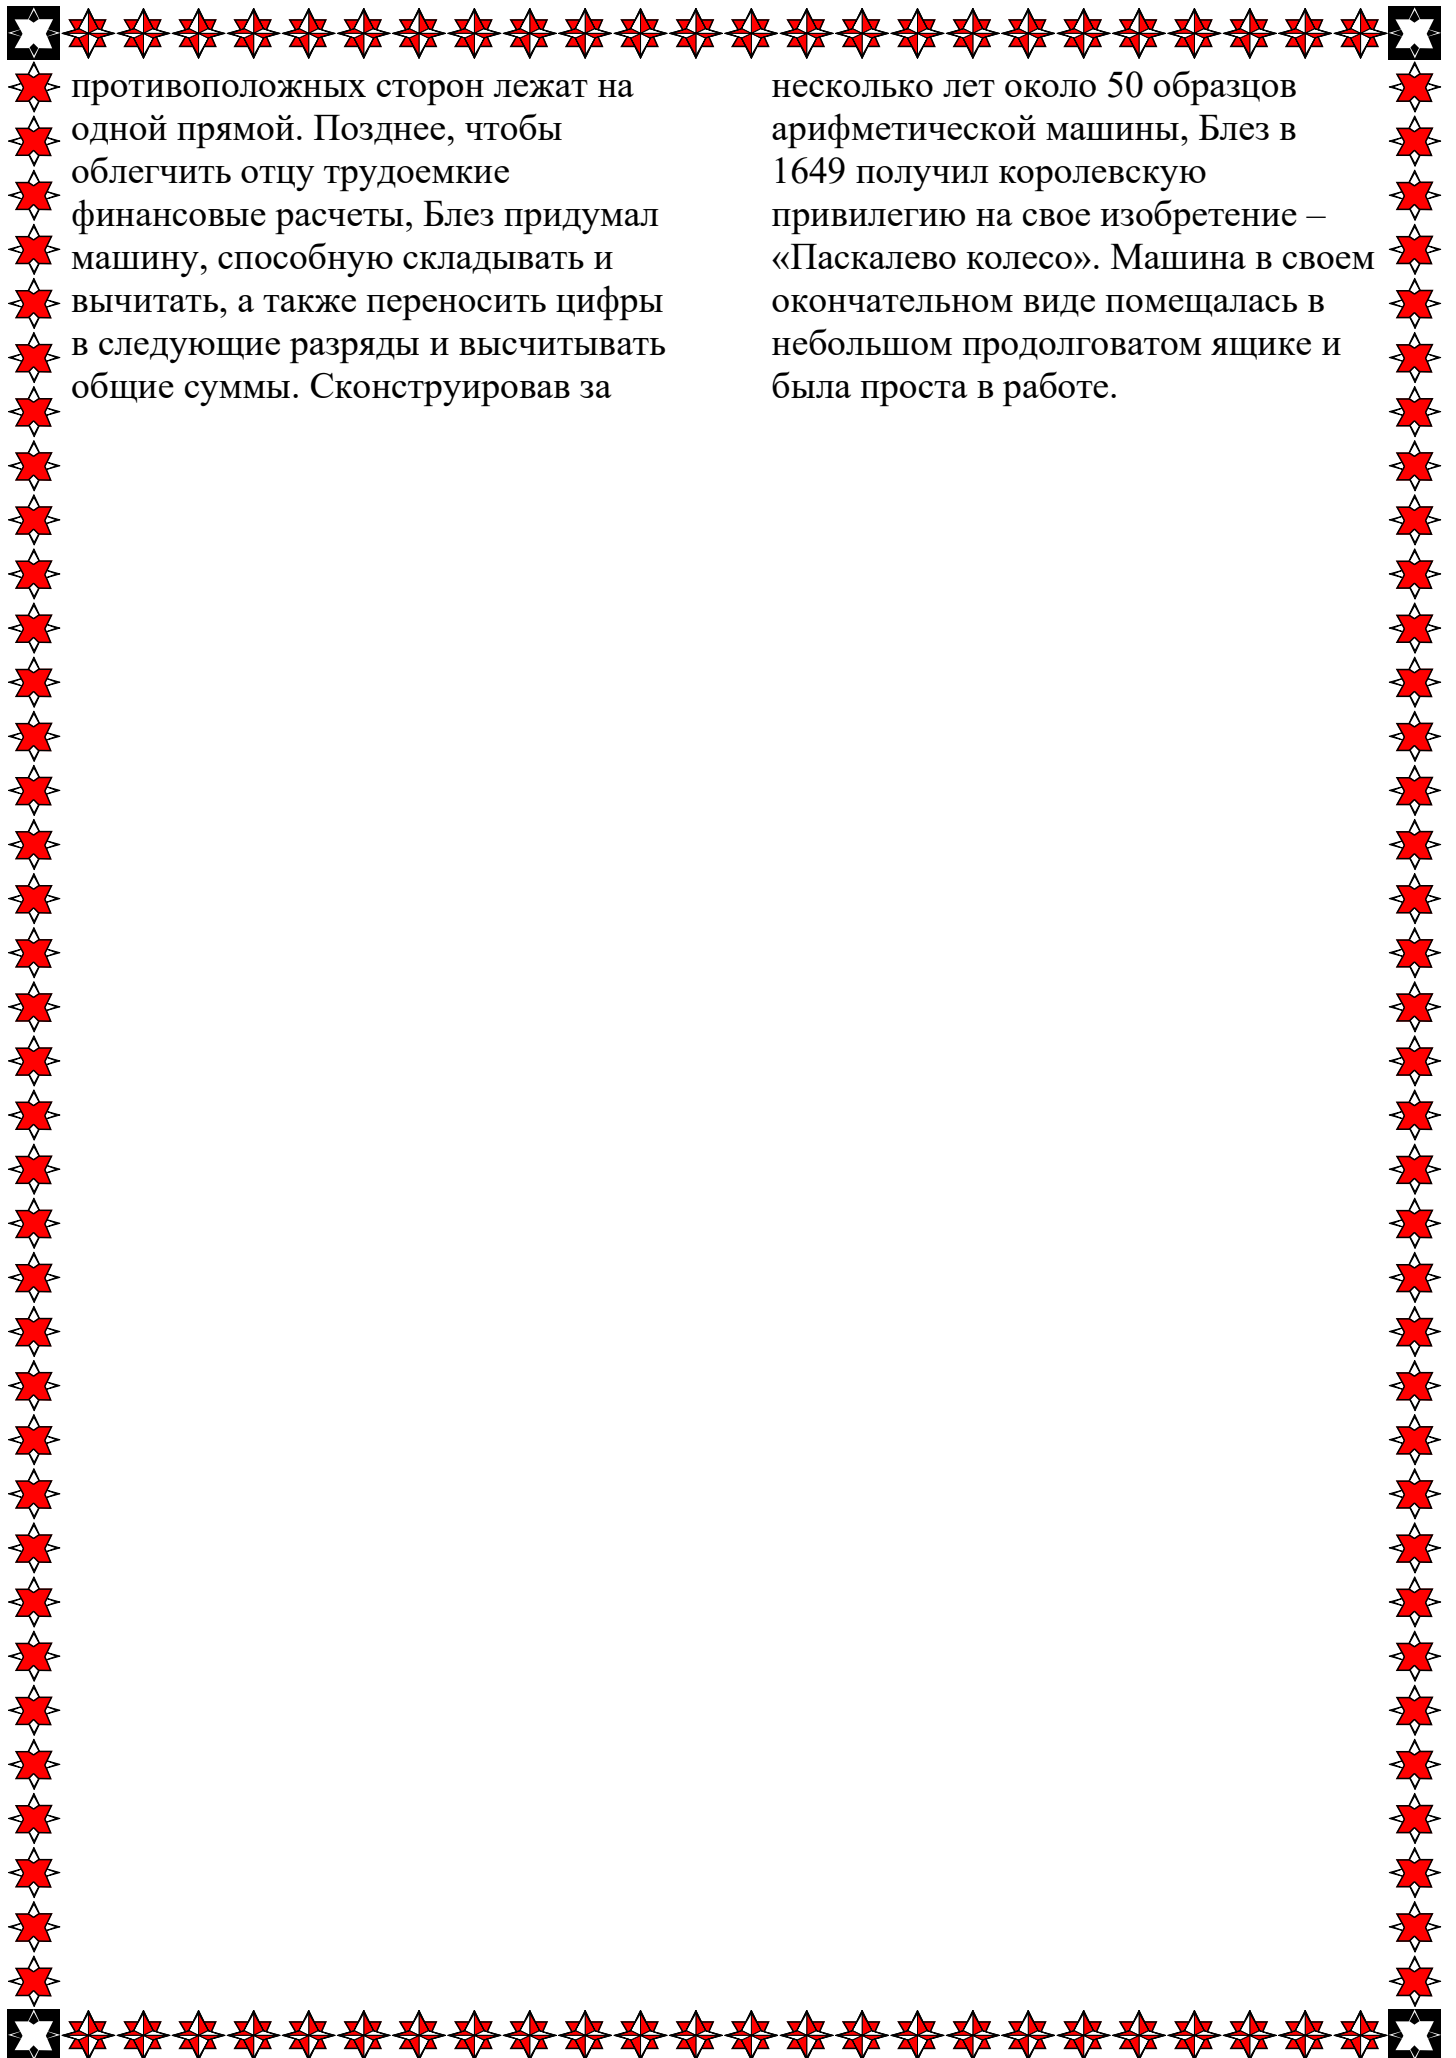 противоположных сторон лежат на
одной прямой. Позднее, чтобы
облегчить отцу трудоемкие
финансовые расчеты, Блез придумал
машину, способную складывать и
вычитать, а также переносить цифры
в следующие разряды и высчитывать
общие суммы. Сконструировав за
несколько лет около 50 образцов
арифметической машины, Блез в
1649 получил королевскую
привилегию на свое изобретение –
«Паскалево колесо». Машина в своем
окончательном виде помещалась в
небольшом продолговатом ящике и
была проста в работе.